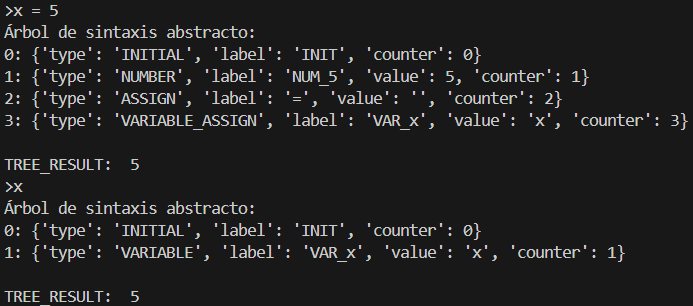 >x = 5
Árbol de sintaxis abstracto:
0: {'type': 'INITIAL', 'label': 'INIT', 'counter': 0}
1: {'type': 'NUMBER', 'label': 'NUM_5', 'value': 5, 'counter': 1}
2: {'type': 'ASSIGN', 'label': '=', 'value': '', 'counter': 2}
3: {'type': 'VARIABLE_ASSIGN', 'label': 'VAR_x', 'value': 'x', 'counter': 3}

TREE_RESULT:  5
>x
Árbol de sintaxis abstracto:
0: {'type': 'INITIAL', 'label': 'INIT', 'counter': 0}
1: {'type': 'VARIABLE', 'label': 'VAR_x', 'value': 'x', 'counter': 1}

TREE_RESULT:  5